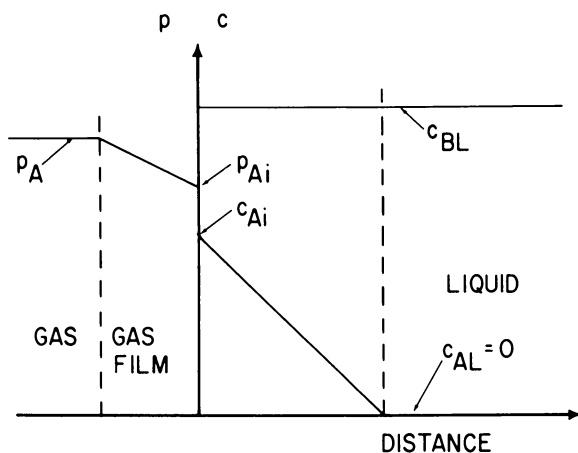 p c
c_BL
p_A
p_Ai
c_Ai
LIQUID
GAS
GAS
FILM
c_AL = 0
DISTANCE